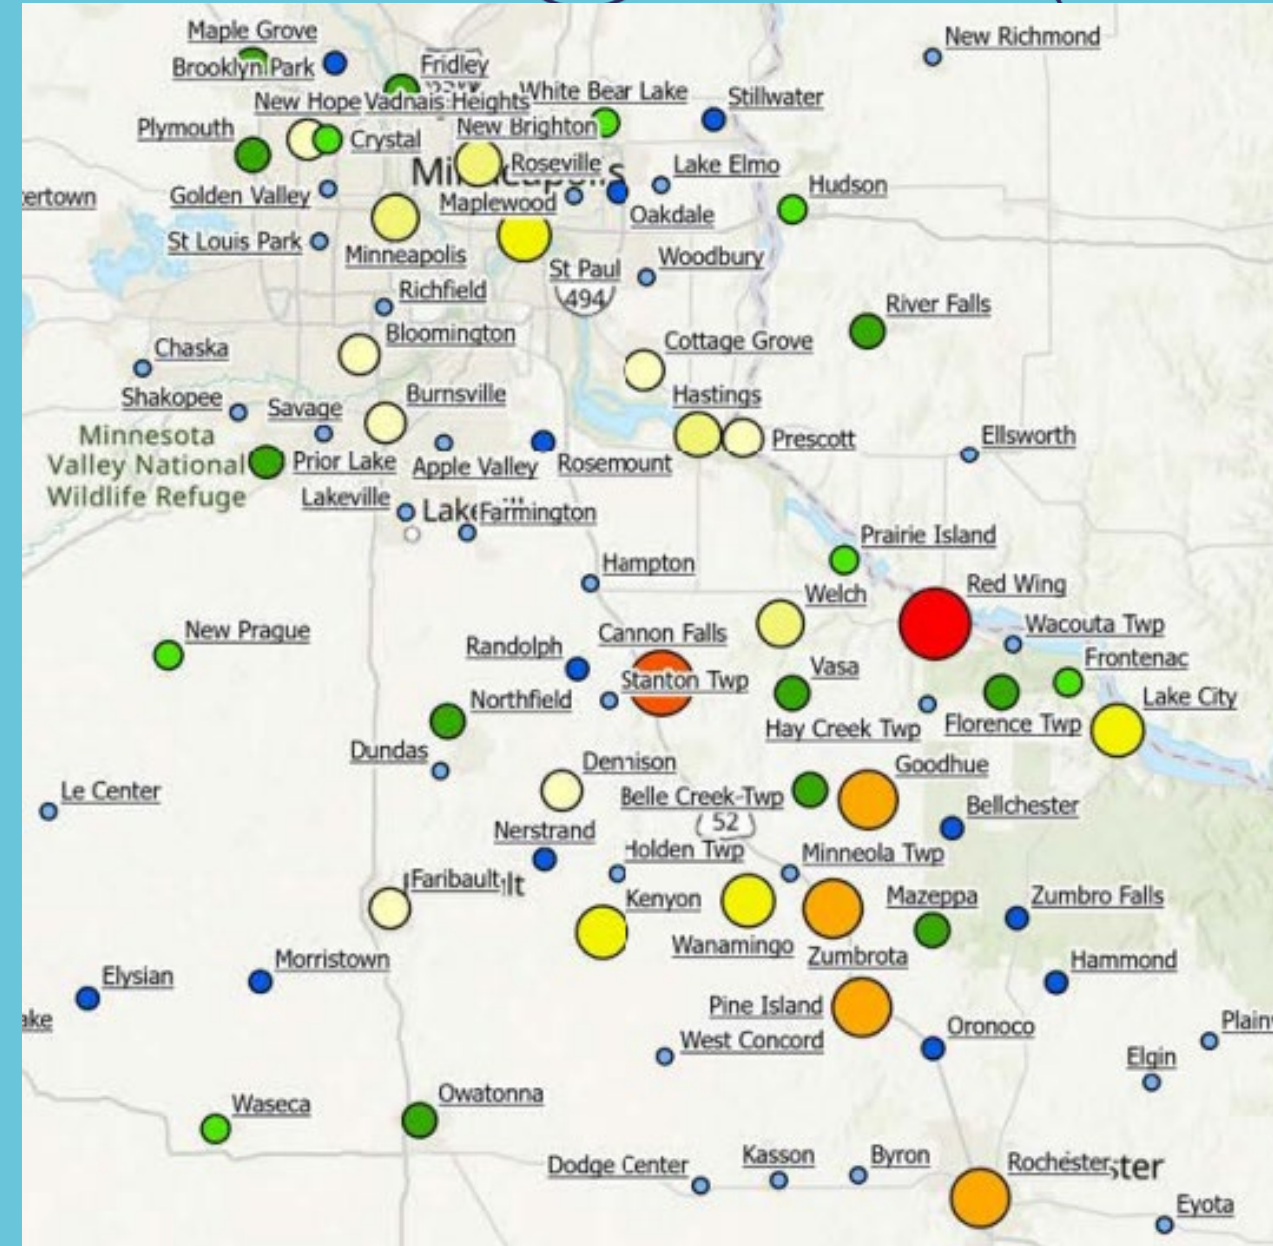 Maple Grove
New Richmond
Brooklyn Park
Fridley
New Hope
Vadnais Heights
White Bear Lake
Stillwater
Plymouth
Crystal
New Brighton
Roseville
Lake Elmo
Golden Valley
Maplewood
Oakdale
Hudson
ertown
St Louis Park
Minneapolis
St Paul
Woodbury
494
Richfield
River Falls
Bloomington
Cottage Grove
Chaska
Shakopee
Savage
Burnsville
Hastings
Minnesota
Valley National
Wildlife Refuge
Prior Lake
Apple Valley
Rosemount
Prescott
Ellsworth
Lakeville
Farmington
Prairie Island
Hampton
Red Wing
Welch
Wacouta Twp
New Prague
Randolph
Cannon Falls
Stanton Twp
Vasa
Frontenac
Northfield
Hay Creek Twp
Florence Twp
Lake City
Dundas
Dennison
Goodhue
Le Center
Belle Creek Twp
Bellchester
52
Nerstrand
Holden Twp
Minneola Twp
Faribault
lt
Kenyon
Mazeppa
Zumbro Falls
Wanamingo
Zumbrota
Morristown
Hammond
Elysian
Pine Island
ake
West Concord
Oronoco
Plain
Elgin
Waseca
Owatonna
Dodge Center
Kasson
Byron
Rochester
ter
Eyota